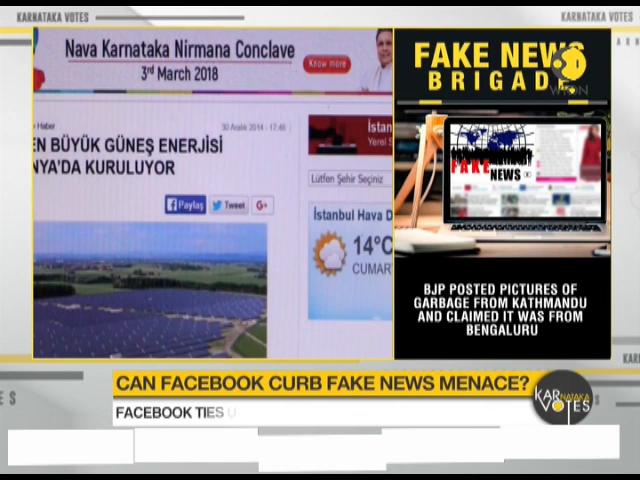 KARNATAKA VOTES
KARNATAKA VOTES
Nava Karnataka Nirmana Conclave
3rd March 2018
Know more
FAKE NEWS
BRIGADE
WION
Haber
30 Aralık 2014 - 17:46
EN BÜYÜK GÜNEŞ ENERJİSİ
NYA'DA KURULUYOR
Paylaş
Tweet
G+
İstan
Yerel S
Lütfen Şehir Seçiniz
İstanbul Hava D
14°C
CUMAR
FAKE
NEWS
BJP POSTED PICTURES OF
GARBAGE FROM KATHMANDU
AND CLAIMED IT WAS FROM
BENGALURU
CAN FACEBOOK CURB FAKE NEWS MENACE?
FACEBOOK TIES U
KARNATAKA
VOTES